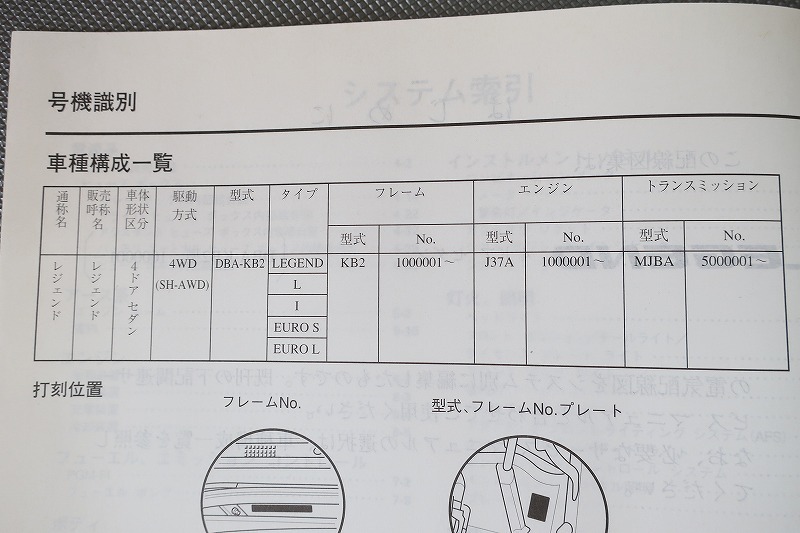 号機識別
車種構成一覧
通称名 販売呼称名 車体形状区分 駆動方式 型式 タイプ フレーム エンジン トランスミッション
型式 No. 型式 No. 型式 No.
レジェンド レジェンド 4ドアセダン 4WD (SH-AWD) DBA-KB2 LEGEND KB2 1000001～ J37A 1000001～ MJBA 5000001～
L
I
EURO S
EURO L
打刻位置
フレームNo.
型式、フレームNo.プレート